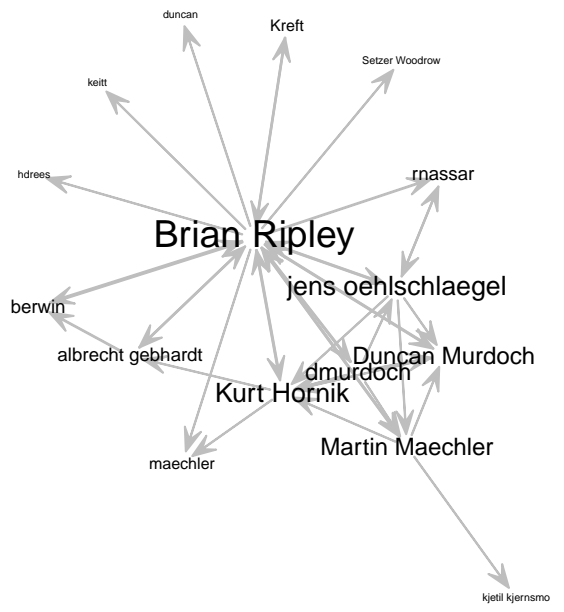 duncan
Kreft
Setzer Woodrow
keitt
hdrees
rnassar
Brian Ripley
jens oehlschlaegel
berwin
albrecht gebhardt
Duncan Murdoch
dmurdoch
Kurt Hornik
Martin Maechler
maechler
kjetil kjernsmo